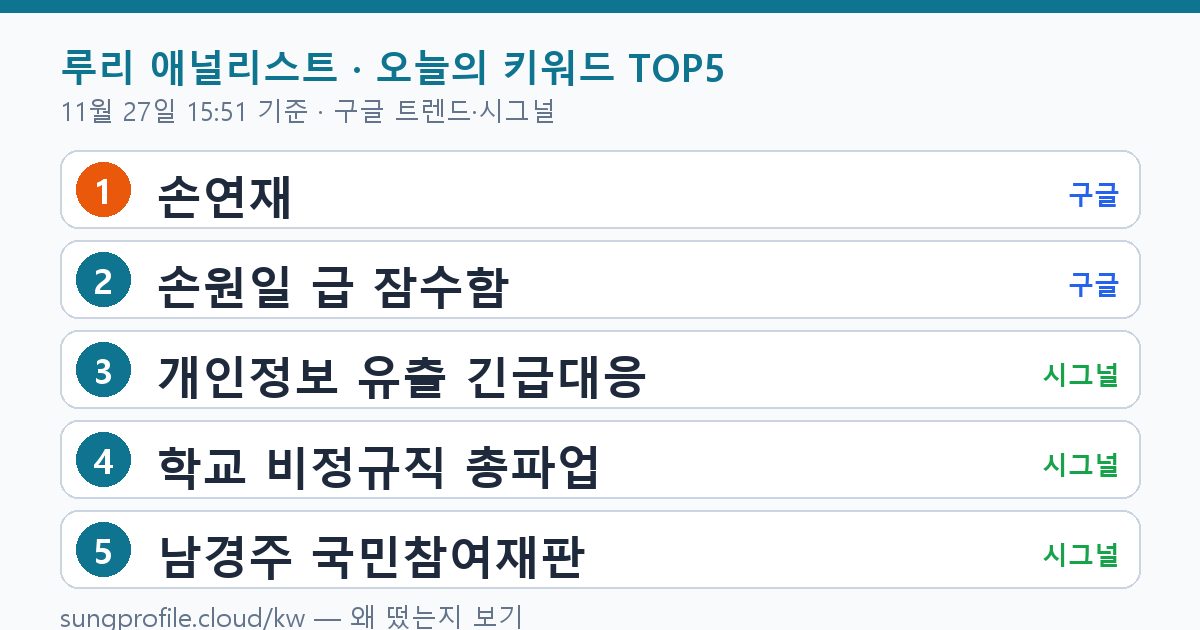 루리 애널리스트 · 오늘의 키워드 TOP5
11월 27일 15:51 기준 · 구글 트렌드·시그널
1 손연재 구글
2 손원일 급 잠수함 구글
3 개인정보 유출 긴급대응 시그널
4 학교 비정규직 총파업 시그널
5 남경주 국민참여재판 시그널
sungprofile.cloud/kw — 왜 떴는지 보기